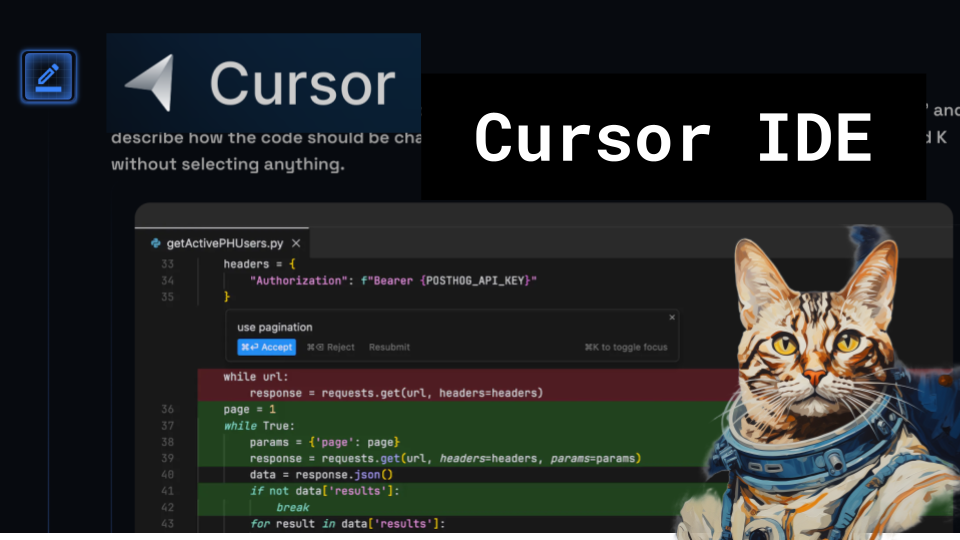 Cursor
Cursor IDE
and
describe how the code should be cha
d K
without selecting anything.
getActivePHUsers.py ×
33 headers = {
34 "Authorization": f"Bearer {POSTHOG_API_KEY}"
35 }
use pagination ×
⌘⏎ Accept ⌘⌫ Reject Resubmit ⌘K to toggle focus
while url:
response = requests.get(url, headers=headers)
36 page = 1
37 while True:
38 params = {'page': page}
39 response = requests.get(url, headers=headers, params=params)
40 data = response.json()
41 if not data['results']:
42 break
43 for result in data['results']: